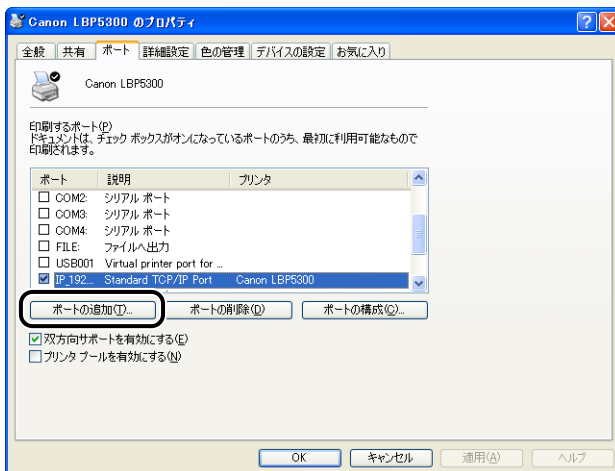 Canon LBP5300 のプロパティ
全般 共有 ポート 詳細設定 色の管理 デバイスの設定 お気に入り
Canon LBP5300
印刷するポート(P)
ドキュメントは、チェック ボックスがオンになっているポートのうち、最初に利用可能なもので
印刷されます。
ポート 説明 プリンタ
COM2: シリアル ポート
COM3: シリアル ポート
COM4: シリアル ポート
FILE: ファイルへ出力
USB001 Virtual printer port for ...
IP_192... Standard TCP/IP Port Canon LBP5300
ポートの追加(T)... ポートの削除(D) ポートの構成(C)...
双方向サポートを有効にする(E)
プリンタ プールを有効にする(N)
OK キャンセル 適用(A) ヘルプ